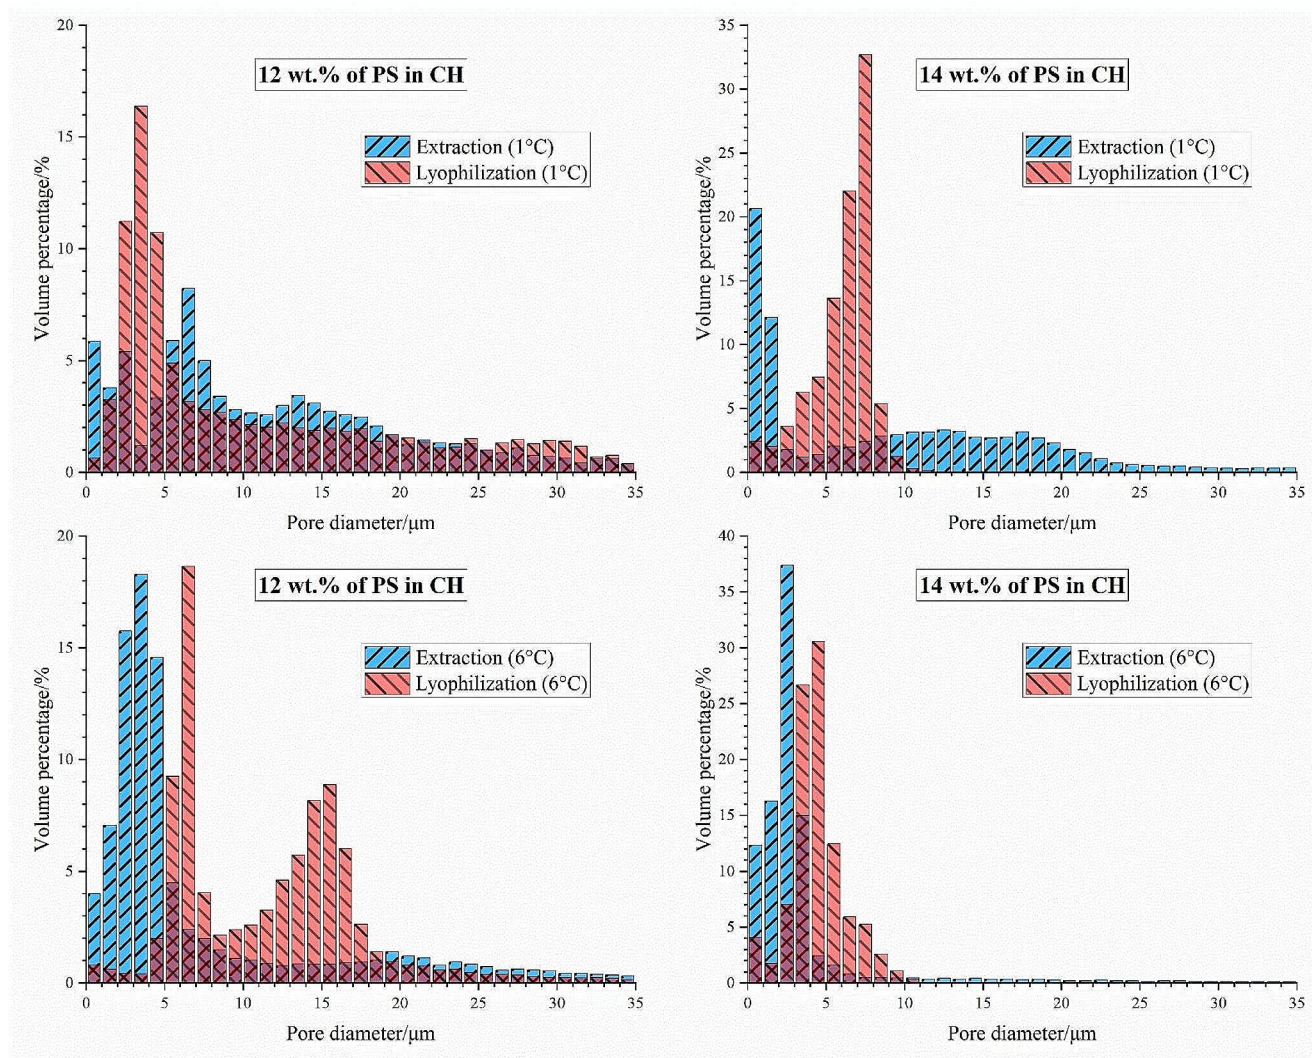 12 wt.% of PS in CH
Extraction (1°C)
Lyophilization (1°C)
Volume percentage/%
20
15
10
5
0
0 5 10 15 20 25 30 35
Pore diameter/μm
14 wt.% of PS in CH
Extraction (1°C)
Lyophilization (1°C)
Volume percentage/%
35
30
25
20
15
10
5
0
0 5 10 15 20 25 30 35
Pore diameter/μm
12 wt.% of PS in CH
Extraction (6°C)
Lyophilization (6°C)
Volume percentage/%
20
15
10
5
0
0 5 10 15 20 25 30 35
Pore diameter/μm
14 wt.% of PS in CH
Extraction (6°C)
Lyophilization (6°C)
Volume percentage/%
40
35
30
25
20
15
10
5
0
0 5 10 15 20 25 30 35
Pore diameter/μm